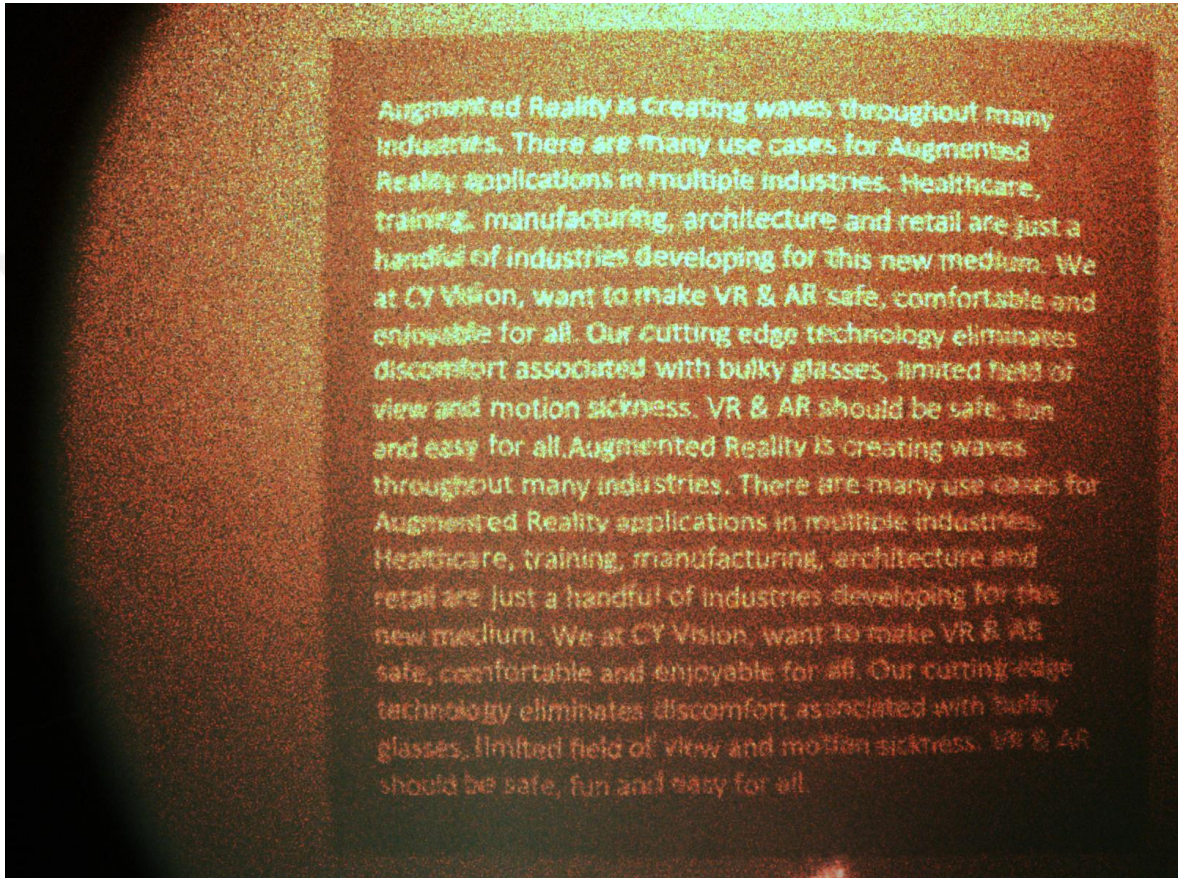 Augmented Reality is creating waves throughout many
industries. There are many use cases for Augmented
Reality applications in multiple industries. Healthcare,
training, manufacturing, architecture and retail are just a
handful of industries developing for this new medium. We
at CY Vision, want to make VR & AR safe, comfortable and
enjoyable for all. Our cutting edge technology eliminates
discomfort associated with bulky glasses, limited field of
view and motion sickness. VR & AR should be safe, fun
and easy for all.Augmented Reality is creating waves
throughout many industries. There are many use cases for
Augmented Reality applications in multiple industries.
Healthcare, training, manufacturing, architecture and
retail are just a handful of industries developing for this
new medium. We at CY Vision, want to make VR & AR
safe, comfortable and enjoyable for all. Our cutting edge
technology eliminates discomfort associated with bulky
glasses, limited field of view and motion sickness. VR & AR
should be safe, fun and easy for all.